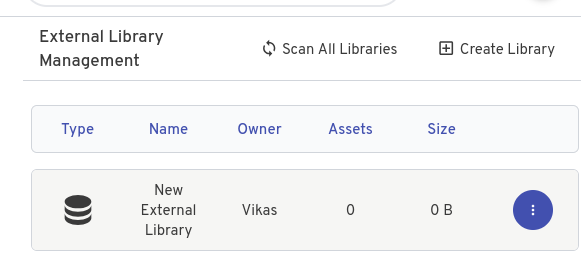 External Library
Management
Scan All Libraries
Create Library
Type Name Owner Assets Size
New
External
Library
Vikas 0 0 B